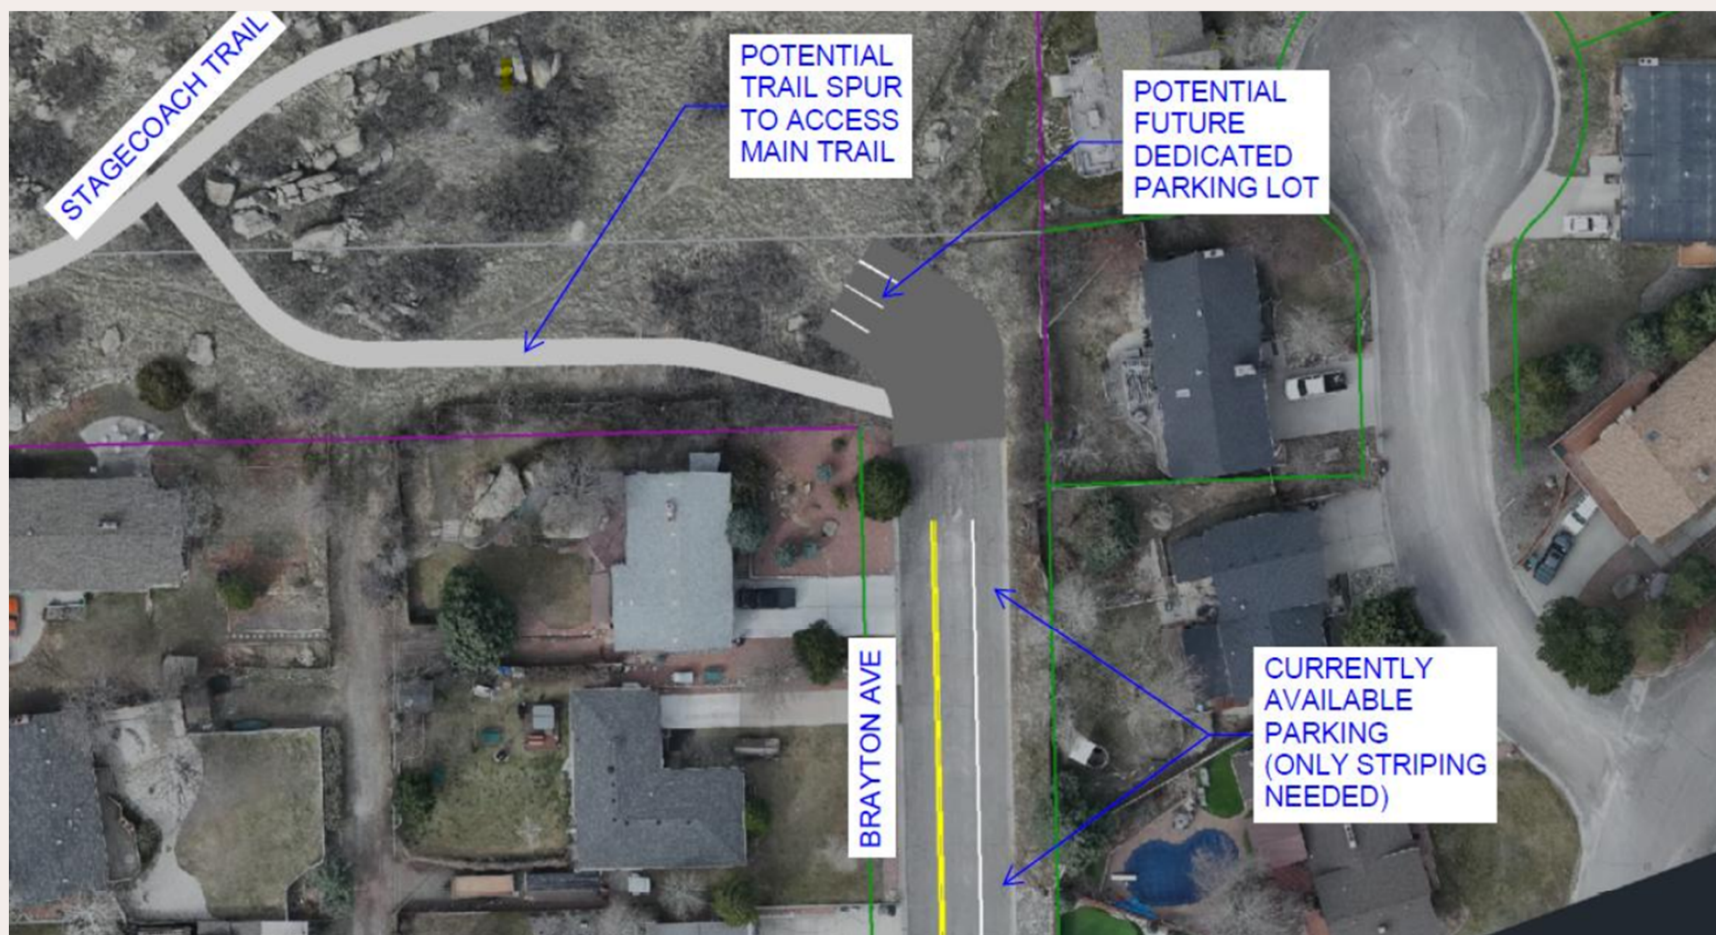 STAGECOACH TRAIL
POTENTIAL
TRAIL SPUR
TO ACCESS
MAIN TRAIL
POTENTIAL
FUTURE
DEDICATED
PARKING LOT
BRAYTON AVE
CURRENTLY
AVAILABLE
PARKING
(ONLY STRIPING
NEEDED)